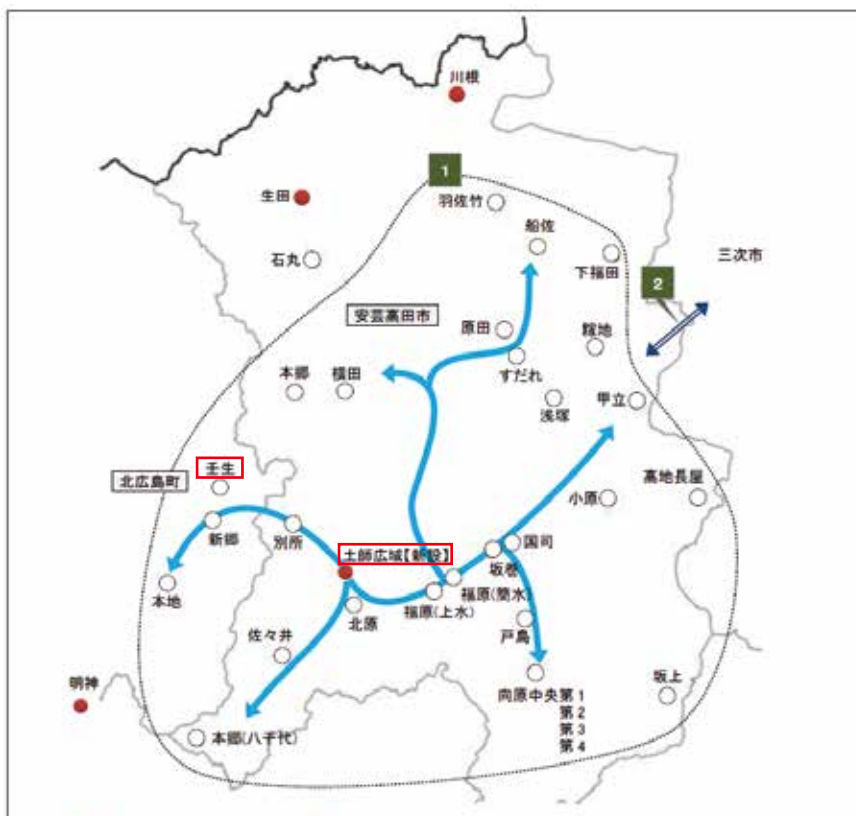 川根
1
生田
羽佐竹
船佐
石丸
下福田
三次市
2
安芸高田市
原田
糘地
すだれ
本郷
横田
浅塚
甲立
壬生
北広島町
高地長屋
小原
新郷
別所
土師広域【新設】
国司
坂巻
本地
福原(簡水)
福原(上水)
北原
戸島
佐々井
明神
向原中央第1
第2
第3
第4
坂上
本郷(八千代)